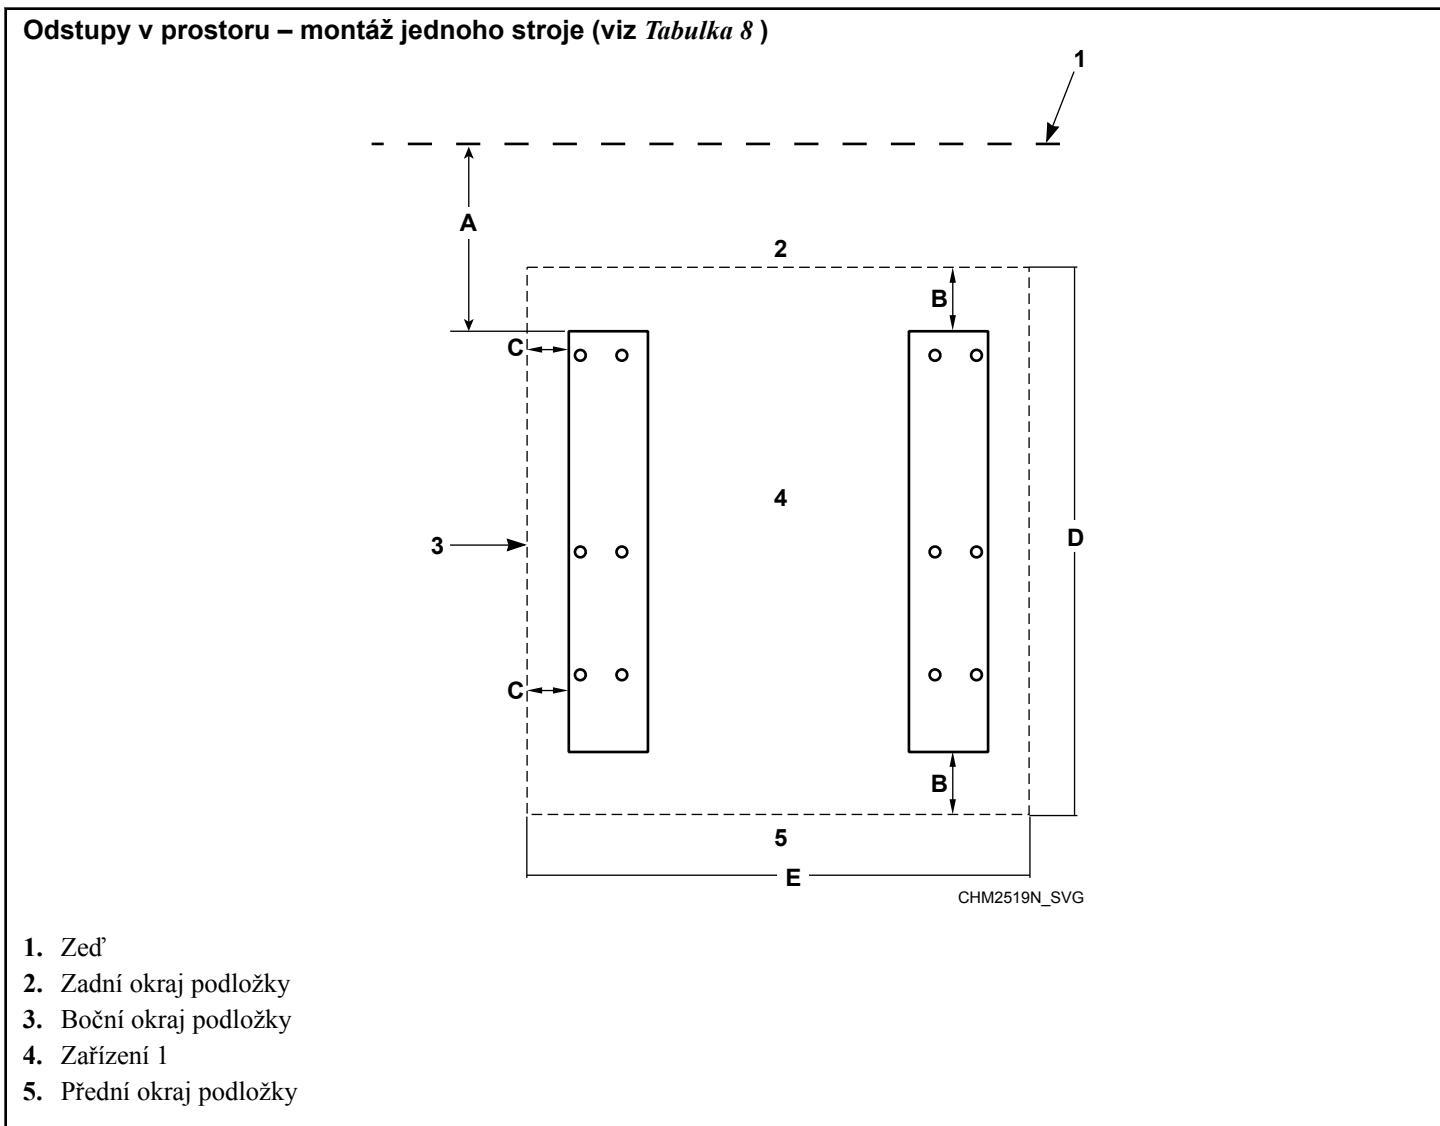 Odstupy v prostoru – montáž jednoho stroje (viz Tabulka 8 )
1
A
2
B
C
4
3
D
C
B
5
E
CHM2519N_SVG
1. Zeď
2. Zadní okraj podložky
3. Boční okraj podložky
4. Zařízení 1
5. Přední okraj podložky